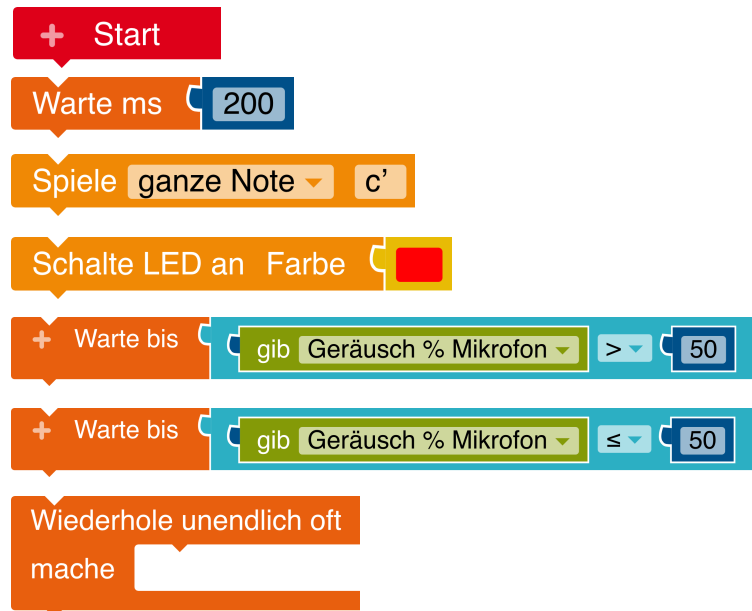 + Start
Warte ms 200
Spiele ganze Note c’
Schalte LED an Farbe
+ Warte bis gib Geräusch % Mikrofon > 50
+ Warte bis gib Geräusch % Mikrofon ≤ 50
Wiederhole unendlich oft
mache